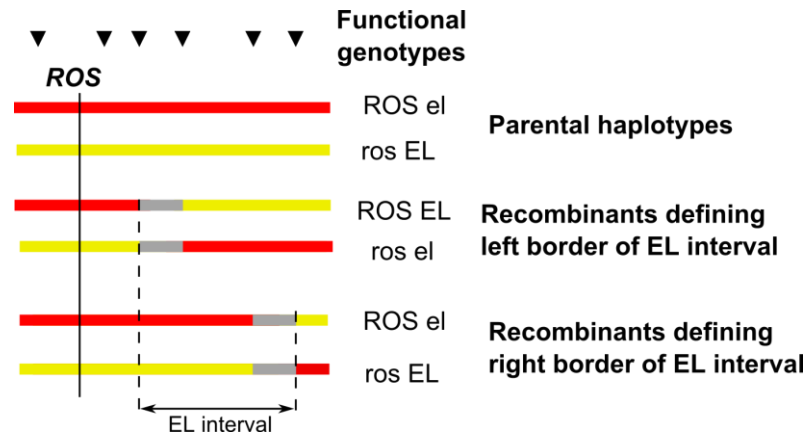 Functional
genotypes
ROS
ROS el
Parental haplotypes
ros EL
ROS EL
Recombinants defining
left border of EL interval
ros el
ROS el
Recombinants defining
right border of EL interval
ros EL
EL interval